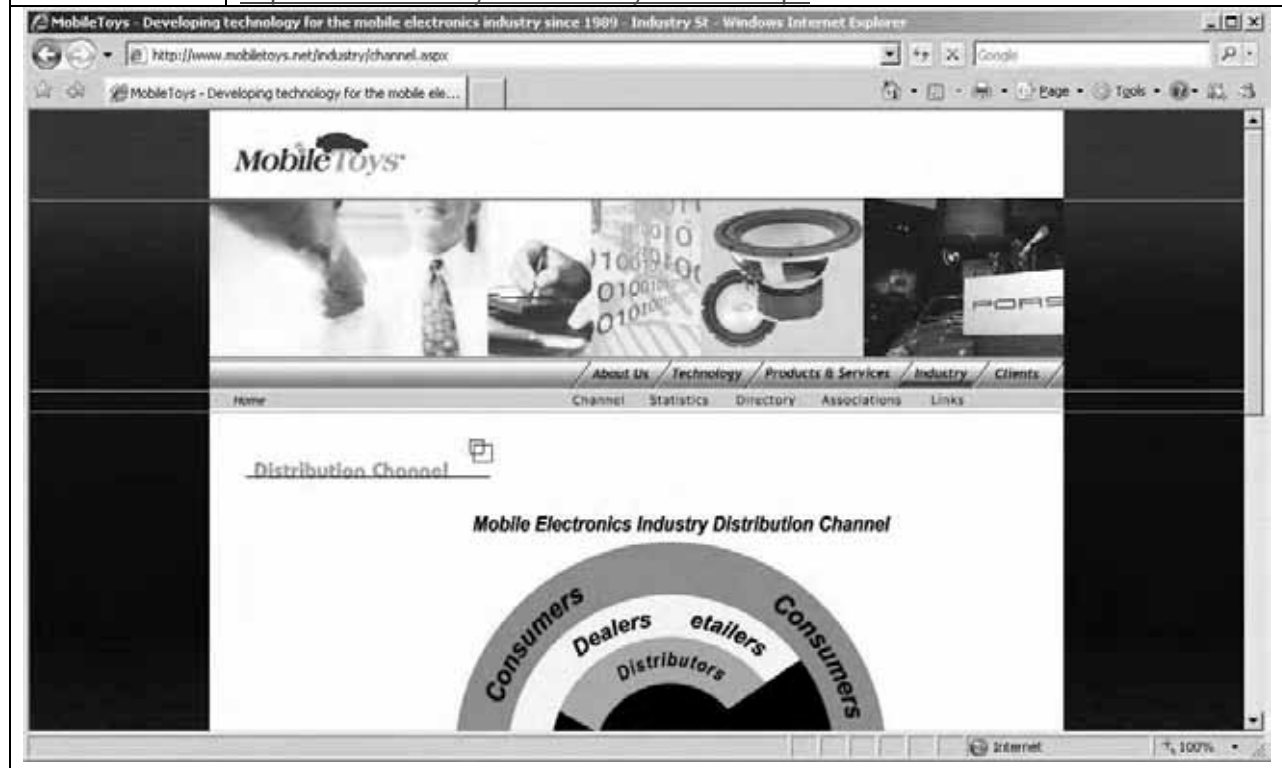 MobileToys - Developing technology for the mobile electronics industry since 1989 - Industry St - Windows Internet Explorer
http://www.mobiletoys.net/industry/channel.aspx
Google
MobileToys - Developing technology for the mobile ele...
Page
Tools
MobileToys
PORS
About Us / Technology / Products & Services / Industry / Clients /
Home
Channel Statistics Directory Associations Links
Distribution Channel
Mobile Electronics Industry Distribution Channel
Consumers
Consumers
Dealers
etailers
Distributors
Internet
100%